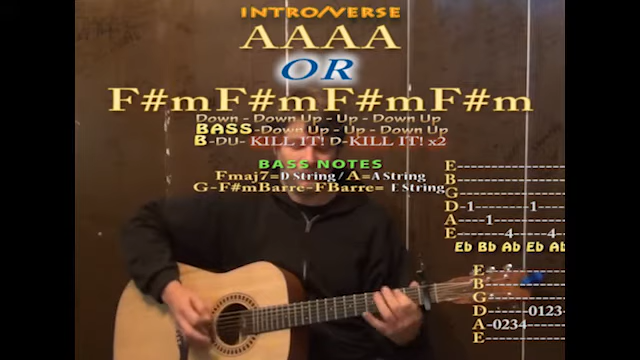 INTRO/VERSE
AAAA
OR
F#mF#mF#mF#m
Down - Down Up - Up - Down Up
BASS-Down Up - Up - Down Up
B-DU- KILL IT! D-KILL IT! x2
BASS NOTES
Fmaj7=D String / A=A String
G-F#mBarre-FBarre= E String
E
B
G
D-1--------1-
A----1-------
E-------4---4-
Eb Bb Ab Eb Ab
E
B
G
D--------0123-
A--0234-------
E